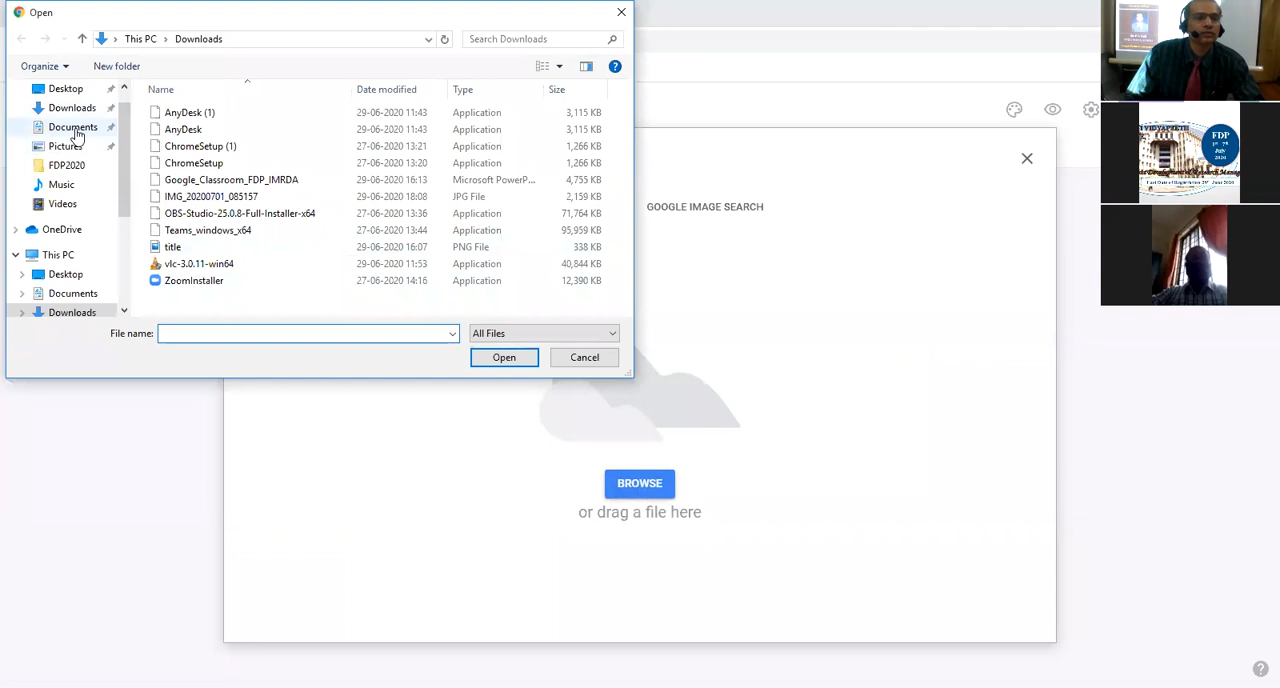 Open
This PC > Downloads
Search Downloads
Organize
New folder
Desktop
Downloads
Documents
Pictures
FDP2020
Music
Videos
OneDrive
This PC
Desktop
Documents
Downloads
Name Date modified Type Size
AnyDesk (1) 29-06-2020 11:43 Application 3,115 KB
AnyDesk 29-06-2020 11:43 Application 3,115 KB
ChromeSetup (1) 27-06-2020 13:21 Application 1,266 KB
ChromeSetup 27-06-2020 13:20 Application 1,266 KB
Google_Classroom_FDP_IMRDA 29-06-2020 16:13 Microsoft PowerP... 4,755 KB
IMG_20200701_085157 29-06-2020 18:08 JPG File 2,159 KB
OBS-Studio-25.0.8-Full-Installer-x64 27-06-2020 13:36 Application 71,764 KB
Teams_windows_x64 27-06-2020 13:44 Application 95,959 KB
title 29-06-2020 16:07 PNG File 338 KB
vlc-3.0.11-win64 29-06-2020 11:53 Application 40,844 KB
ZoomInstaller 27-06-2020 14:16 Application 12,390 KB
File name:
All Files
Open
Cancel
GOOGLE IMAGE SEARCH
BROWSE
or drag a file here
VIDYAPEETH
FDP
July
2020